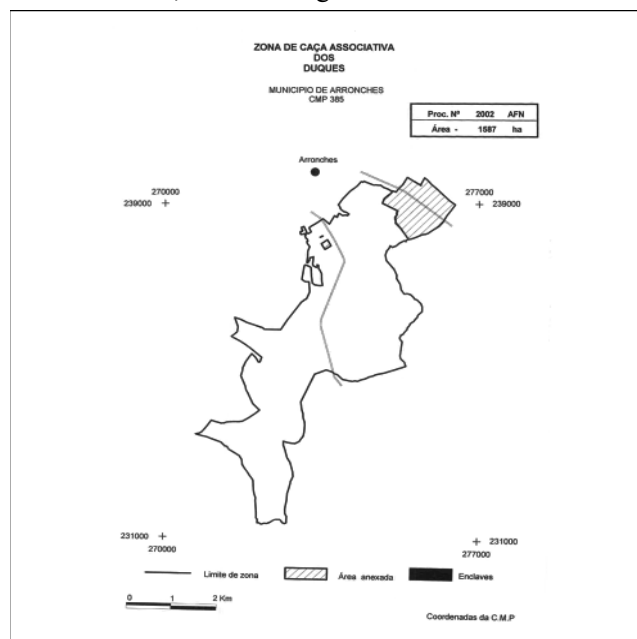 ZONA DE CAÇA ASSOCIATIVA
DOS
DUQUES
MUNICIPIO DE ARRONCHES
CMP 385
Proc. Nº 2002 AFN
Área - 1587 ha
Arronches
270000
239000
277000
239000
231000
270000
231000
277000
Limite de zona
Área anexada
Enclaves
0 1 2 Km
Coordenadas da C.M.P